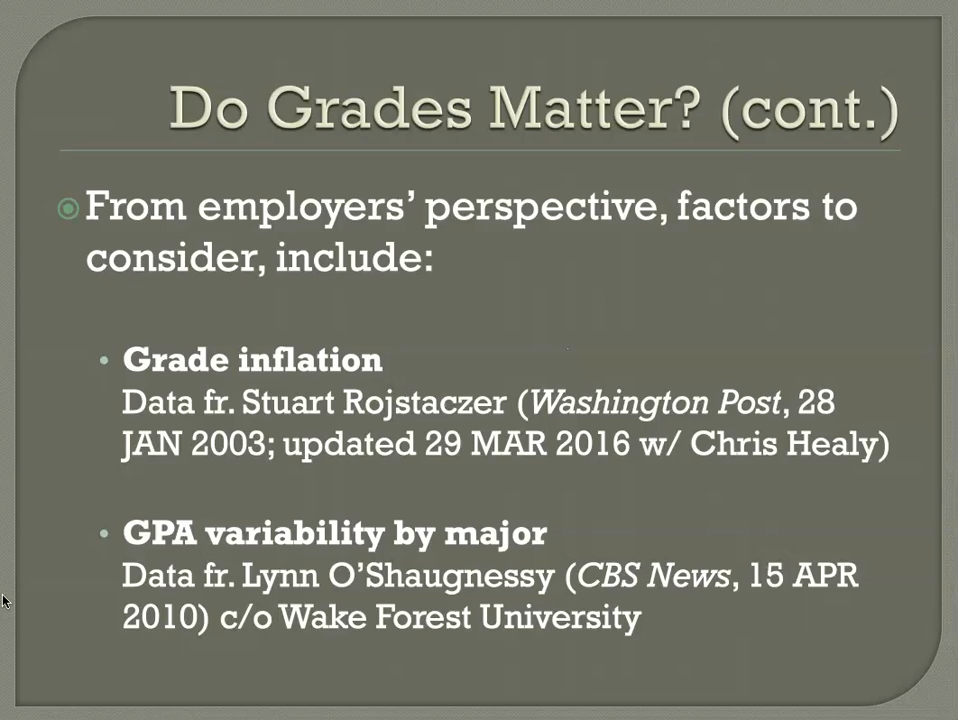 Do Grades Matter? (cont.)
From employers’ perspective, factors to
consider, include:
• Grade inflation
Data fr. Stuart Rojstaczer (Washington Post, 28
JAN 2003; updated 29 MAR 2016 w/ Chris Healy)
• GPA variability by major
Data fr. Lynn O’Shaugnessy (CBS News, 15 APR
2010) c/o Wake Forest University